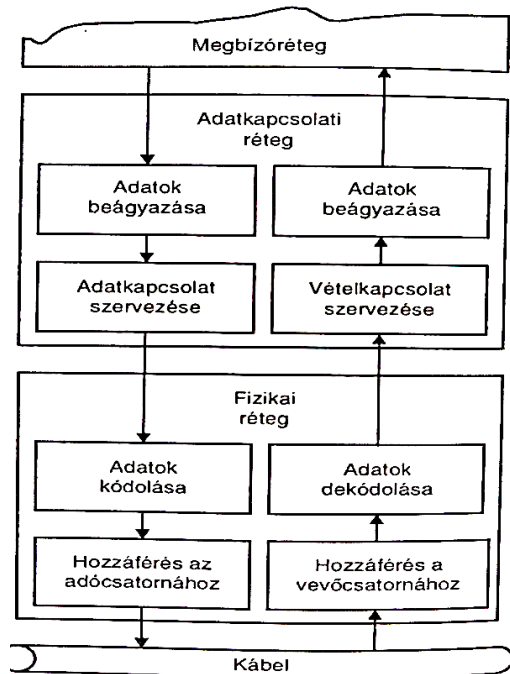 Megbízóréteg
Adatkapcsolati
réteg
Adatok
beágyazása
Adatok
beágyazása
Adatkapcsolat
szervezése
Vételkapcsolat
szervezése
Fizikai
réteg
Adatok
kódolása
Adatok
dekódolása
Hozzáférés az
adócsatornához
Hozzáférés a
vevőcsatornához
Kábel